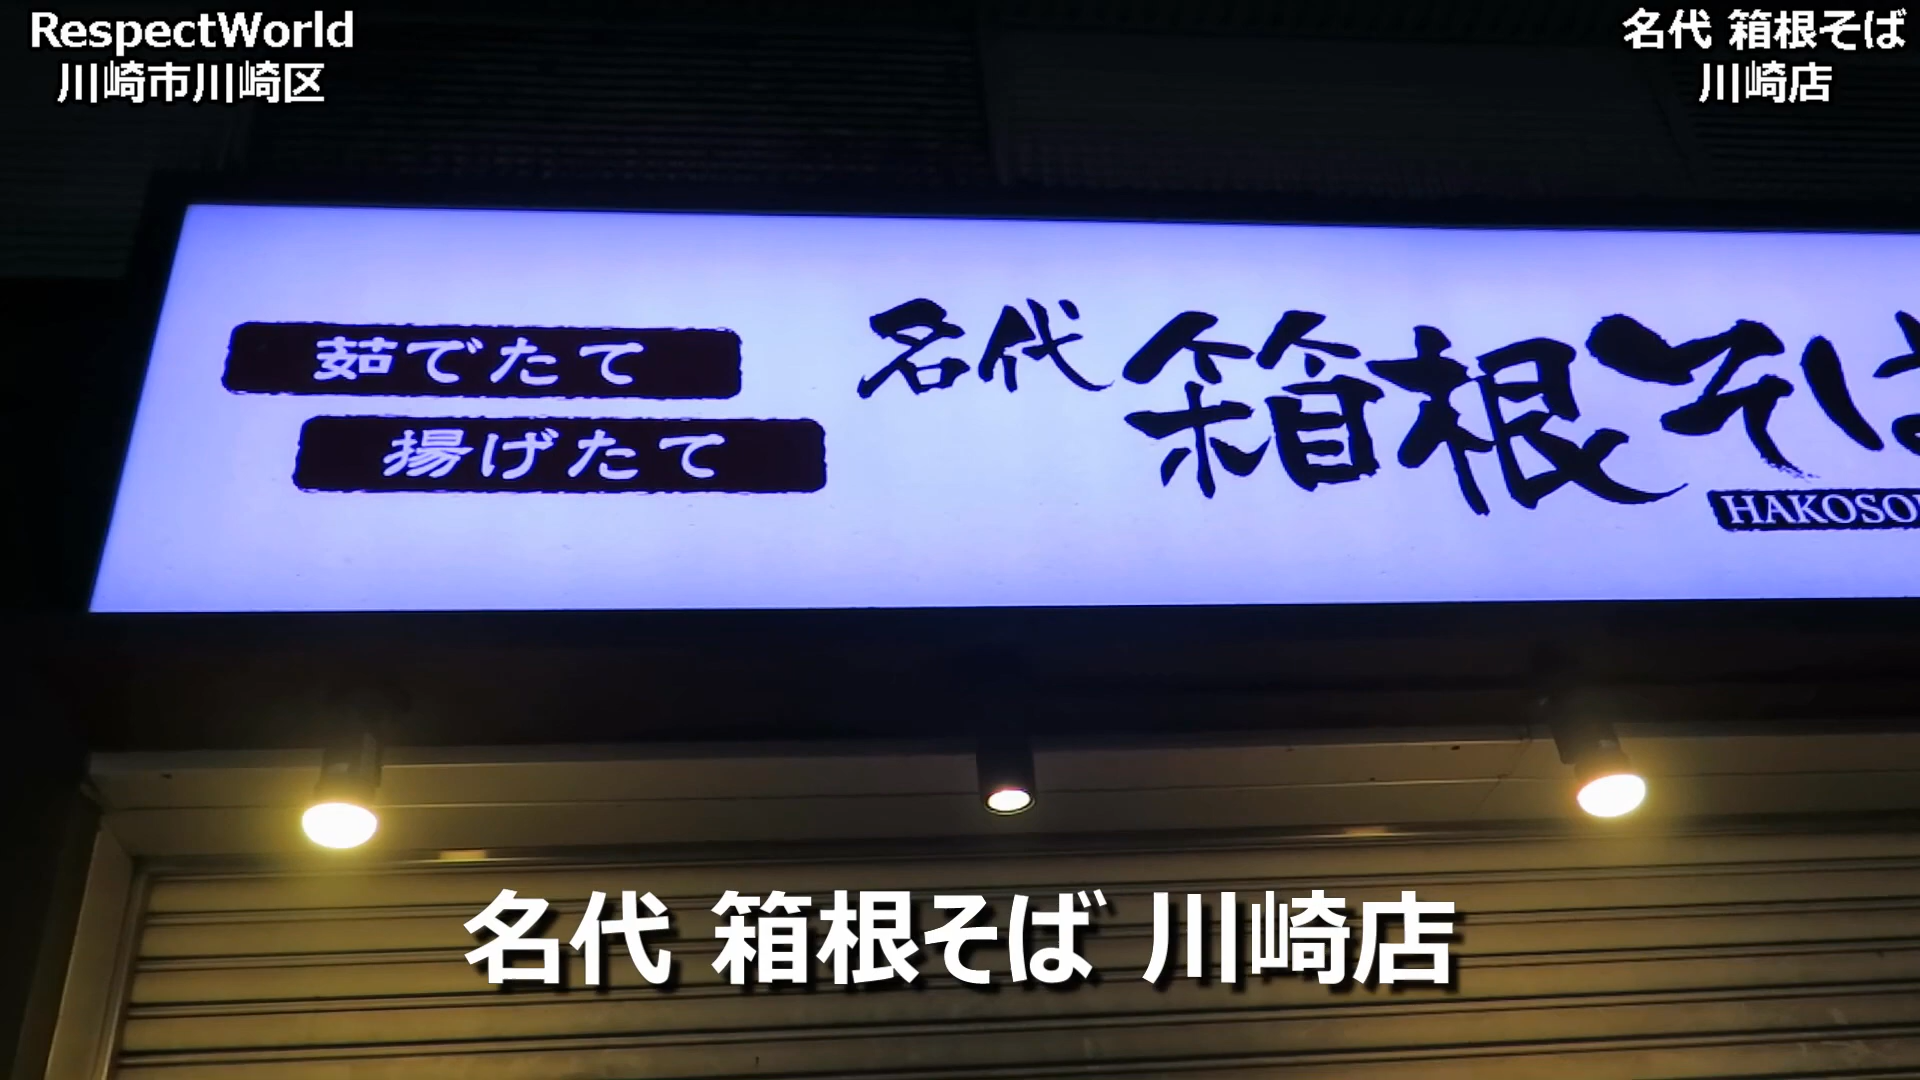 RespectWorld
川崎市川崎区
名代 箱根そば
川崎店
茹でたて
揚げたて
名代 箱根そば
名代 箱根そば 川崎店